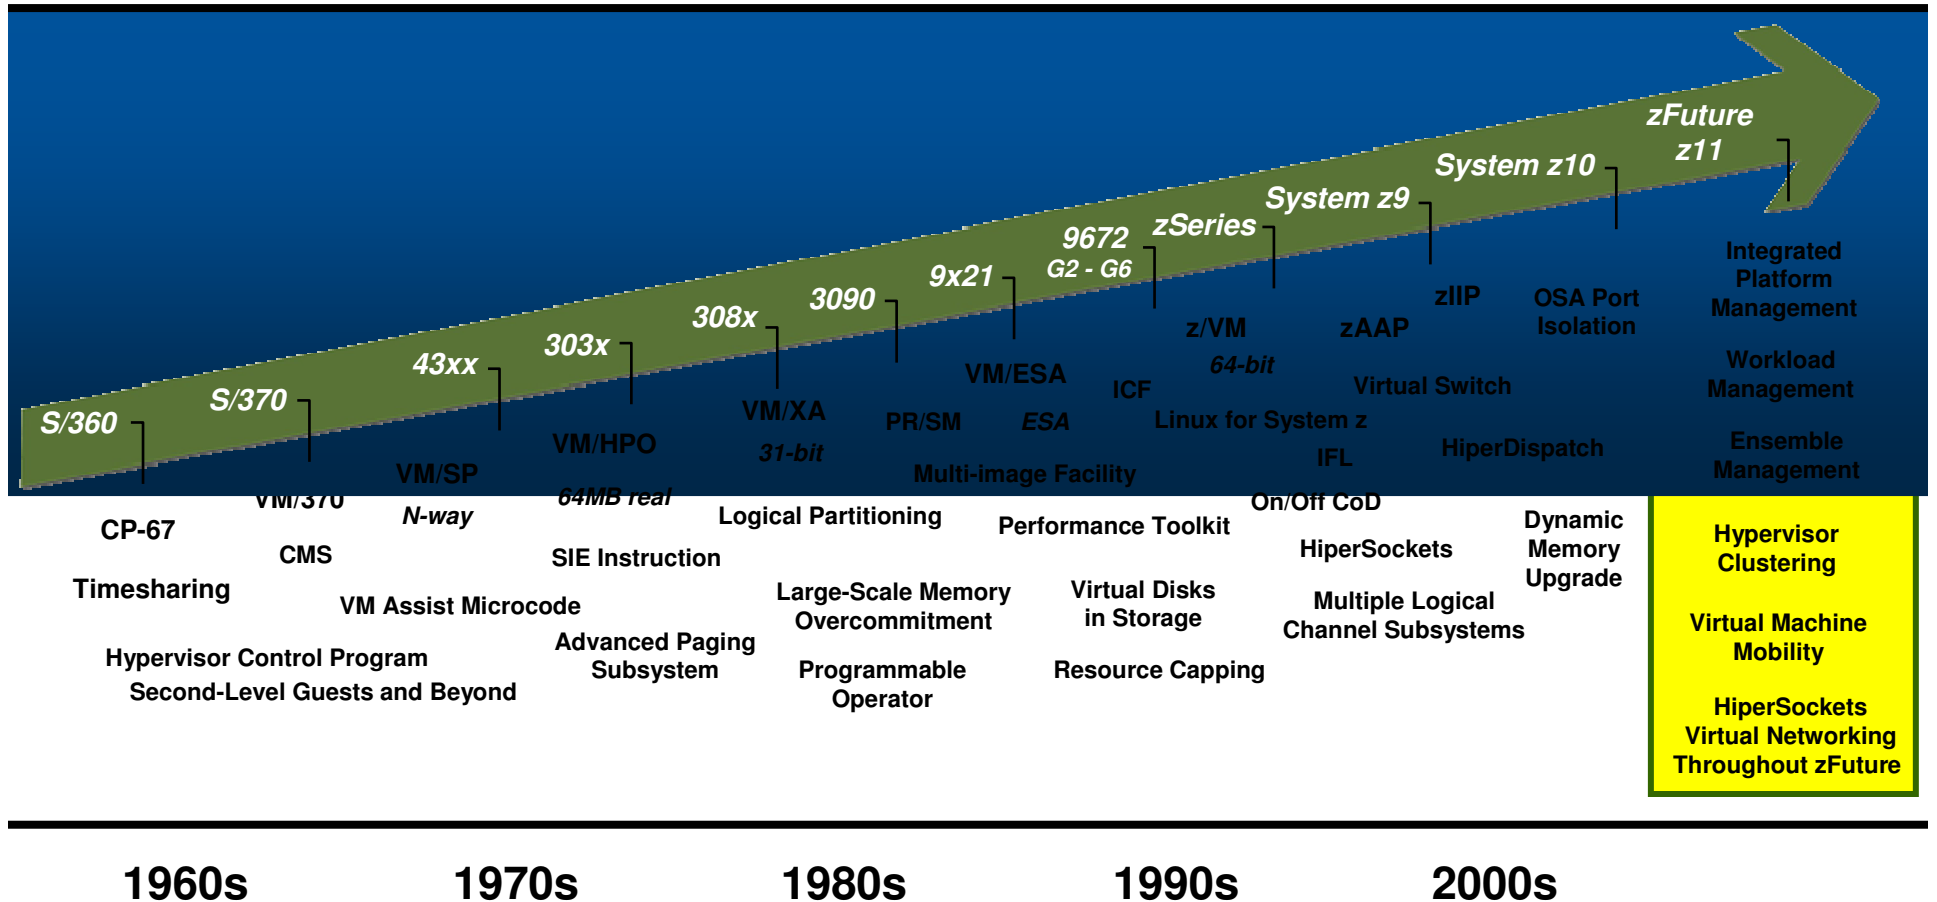 S/360
S/370
43xx
303x
308x
3090
9x21
9672
G2 - G6
zSeries
System z9
System z10
zFuture
z11
CP-67
Timesharing
VM/370
CMS
VM/SP
N-way
VM Assist Microcode
Hypervisor Control Program
Second-Level Guests and Beyond
VM/HPO
64MB real
SIE Instruction
Advanced Paging
Subsystem
VM/XA
31-bit
Logical Partitioning
Large-Scale Memory
Overcommitment
Programmable
Operator
PR/SM
VM/ESA
ESA
Multi-image Facility
Performance Toolkit
Virtual Disks
in Storage
Resource Capping
ICF
z/VM
64-bit
Linux for System z
IFL
On/Off CoD
HiperSockets
Multiple Logical
Channel Subsystems
zAAP
zIIP
Virtual Switch
HiperDispatch
OSA Port
Isolation
Dynamic
Memory
Upgrade
Integrated
Platform
Management
Workload
Management
Ensemble
Management
Hypervisor
Clustering
Virtual Machine
Mobility
HiperSockets
Virtual Networking
Throughout zFuture
1960s
1970s
1980s
1990s
2000s